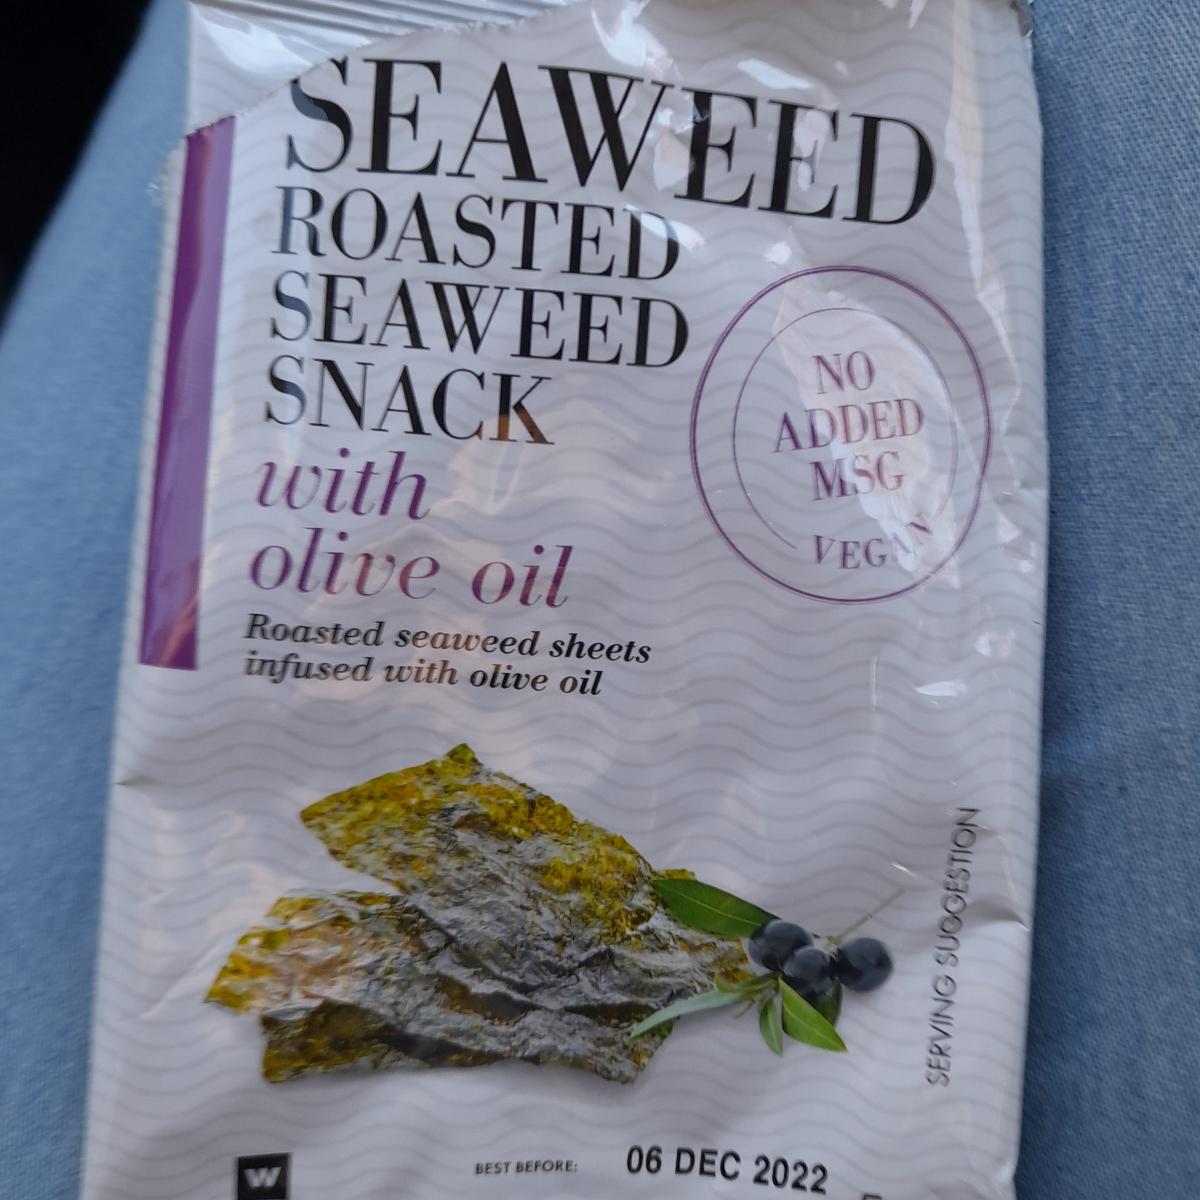 SEAWEED
ROASTED
SEAWEED
SNACK
with
olive oil
Roasted seaweed sheets
infused with olive oil
NO
ADDED
MSG
VEGAN
SERVING SUGGESTION
W
BEST BEFORE: 06 DEC 2022